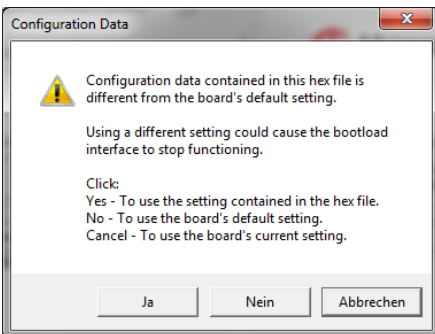 Configuration Data
Configuration data contained in this hex file is
different from the board's default setting.
Using a different setting could cause the bootload
interface to stop functioning.
Click:
Yes - To use the setting contained in the hex file.
No - To use the board's default setting.
Cancel - To use the board's current setting.
Ja
Nein
Abbrechen